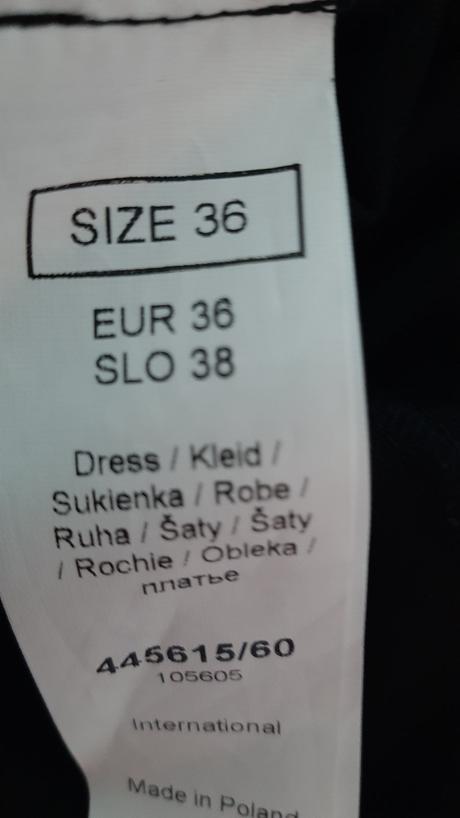 SIZE 36
EUR 36
SLO 38
Dress / Kleid /
Sukienka / Robe /
Ruha / Šaty / Šaty
/ Rochie / Obleka /
платье
445615/60
105605
International
Made in Poland